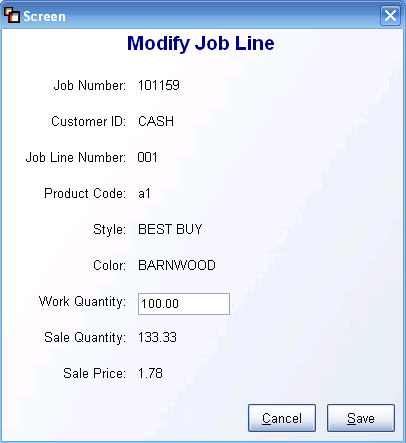 Screen
Modify Job Line
Job Number: 101159
Customer ID: CASH
Job Line Number: 001
Product Code: a1
Style: BEST BUY
Color: BARNWOOD
Work Quantity: 100.00
Sale Quantity: 133.33
Sale Price: 1.78
Cancel Save